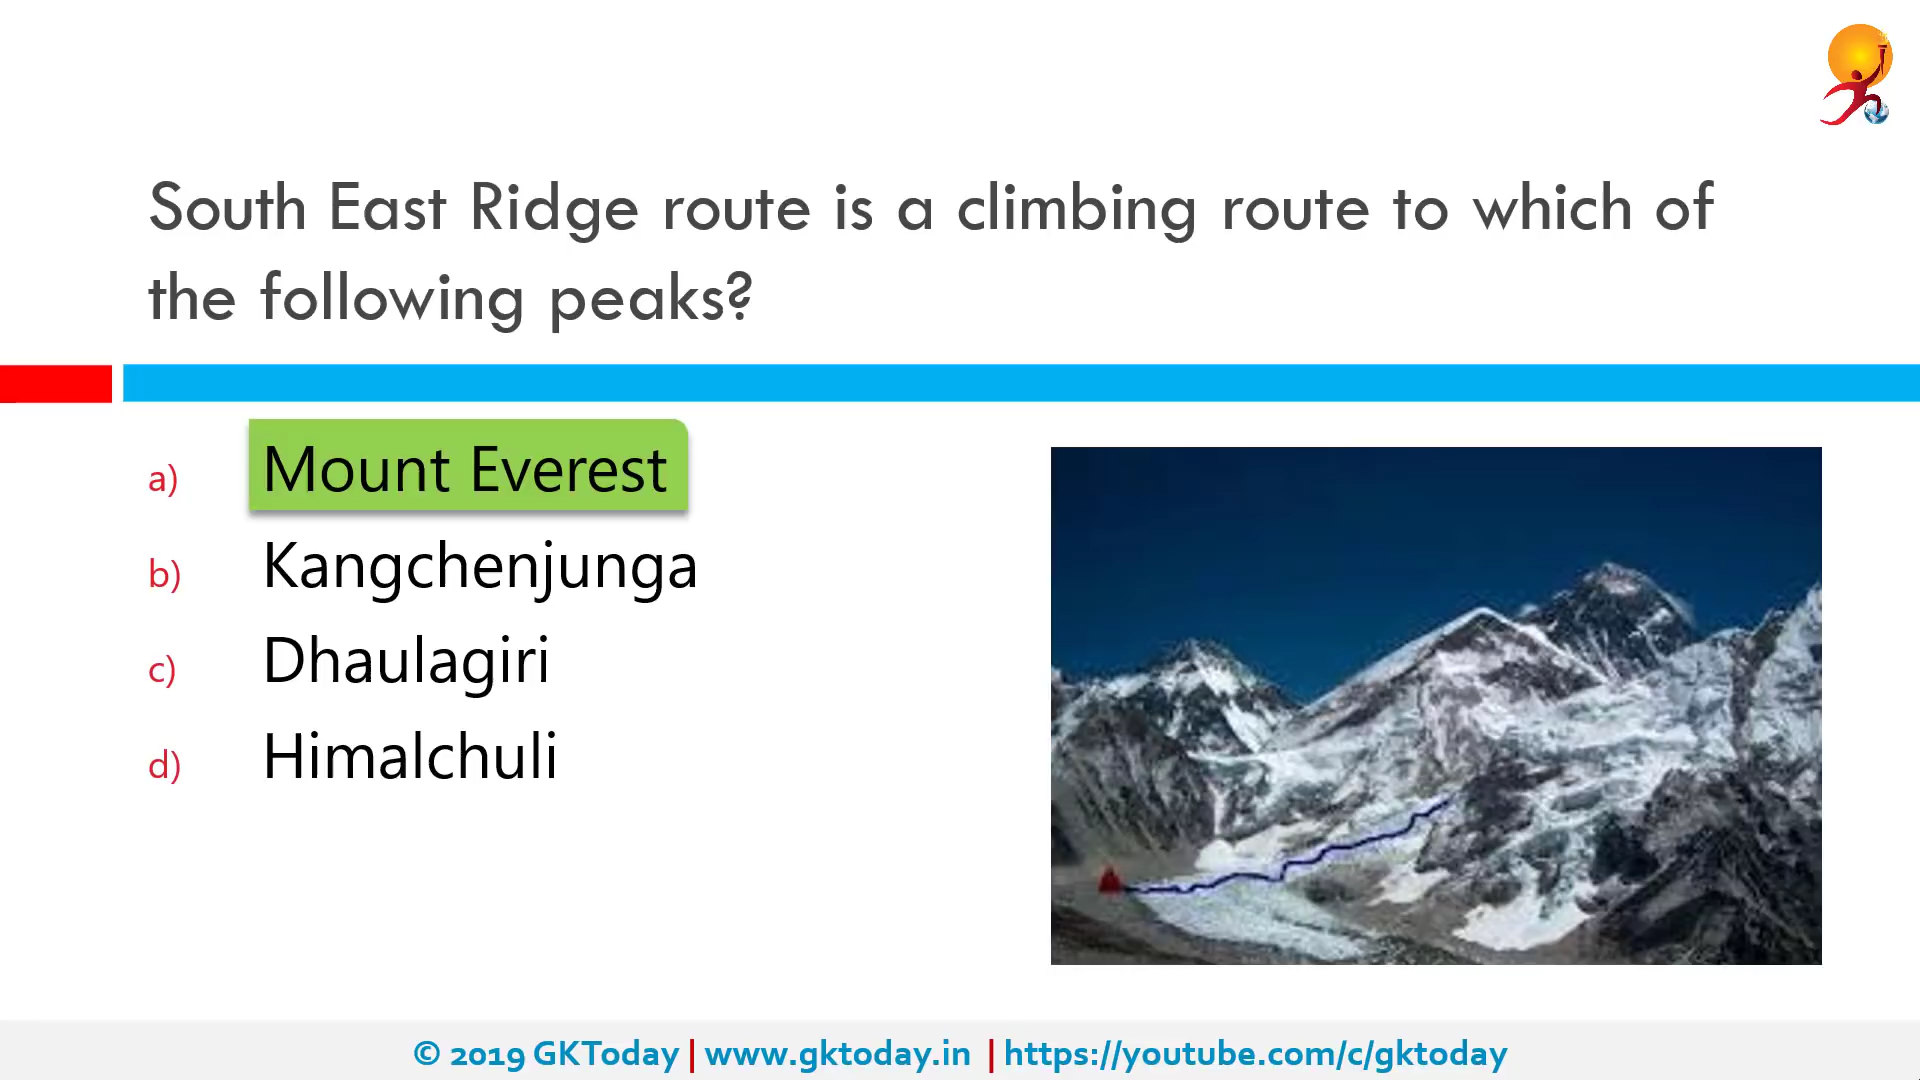 South East Ridge route is a climbing route to which of
the following peaks?
a) Mount Everest
b) Kangchenjunga
c) Dhaulagiri
d) Himalchuli
© 2019 GKToday | www.gktoday.in | https://youtube.com/c/gktoday